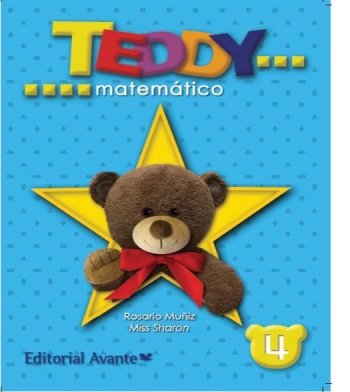 TEDDY...
matemático
Rosario Muñiz
Miss Sharon
4
Editorial Avante